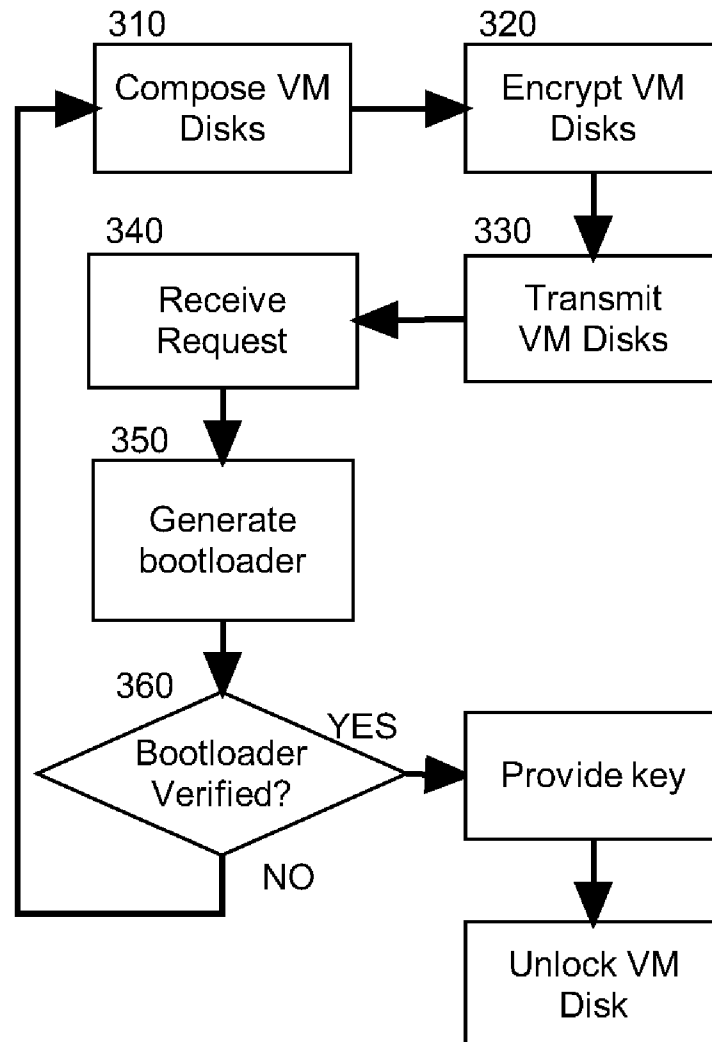 310
Compose VM
Disks
320
Encrypt VM
Disks
330
Transmit
VM Disks
340
Receive
Request
350
Generate
bootloader
360
Bootloader
Verified?
YES
NO
Provide key
Unlock VM
Disk